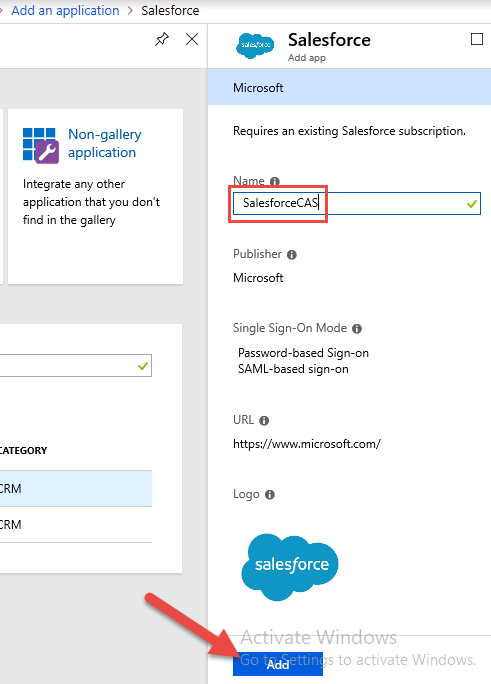 Add an application > Salesforce
Salesforce
Add app
Microsoft
Non-gallery
application
Integrate any other
application that you don't
find in the gallery
Requires an existing Salesforce subscription.
Name
SalesforceCAS
Publisher
Microsoft
Single Sign-On Mode
Password-based Sign-on
SAML-based sign-on
URL
https://www.microsoft.com/
CATEGORY
CRM
CRM
Logo
salesforce
Activate Windows
Go to Settings to activate Windows.
Add